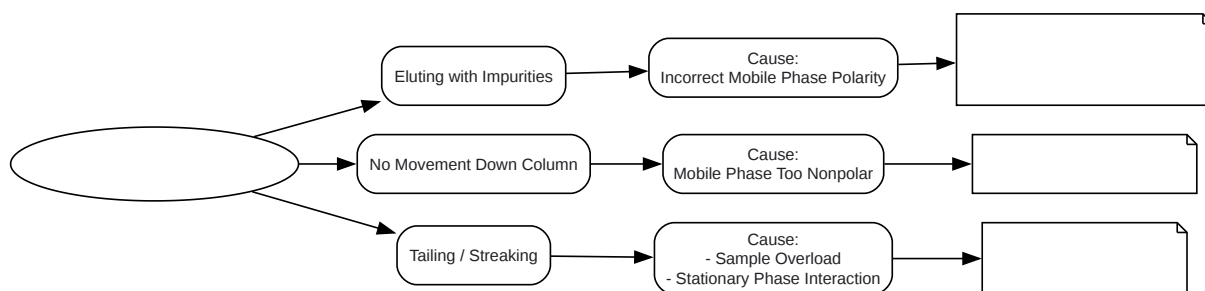 Eluting with Impurities
Cause:
Incorrect Mobile Phase Polarity
No Movement Down Column
Cause:
Mobile Phase Too Nonpolar
Tailing / Streaking
Cause:
- Sample Overload
- Stationary Phase Interaction